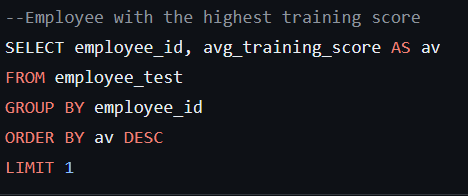 --Employee with the highest training score
SELECT employee_id, avg_training_score AS av
FROM employee_test
GROUP BY employee_id
ORDER BY av DESC
LIMIT 1